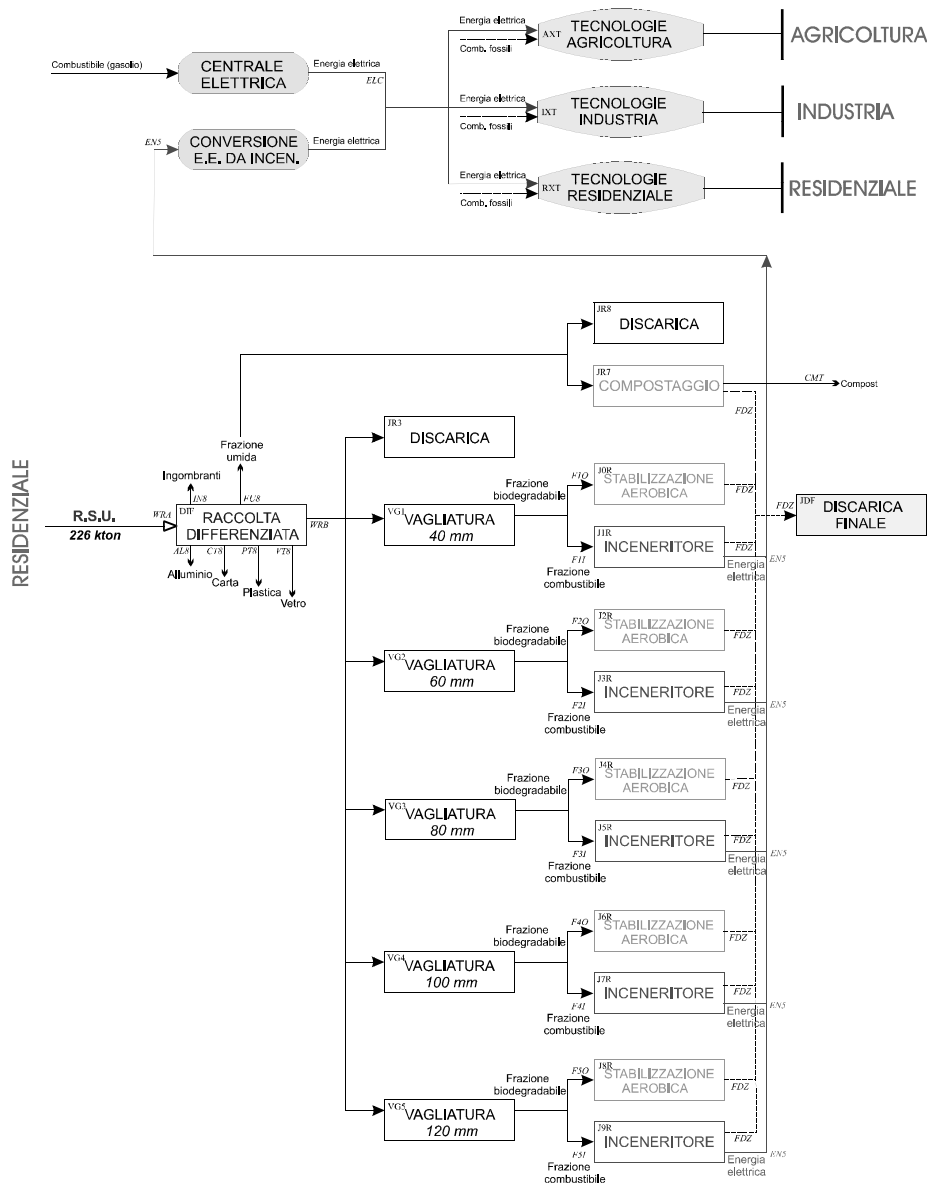 Energia elettrica
Comb. fossili
AXT
TECNOLOGIE
AGRICOLTURA
AGRICOLTURA
Combustibile (gasolio)
CENTRALE
ELETTRICA
Energia elettrica
ELC
Energia elettrica
Comb. fossili
IXT
TECNOLOGIE
INDUSTRIA
INDUSTRIA
EN5
CONVERSIONE
E.E. DA INCEN.
Energia elettrica
Energia elettrica
Comb. fossili
RXT
TECNOLOGIE
RESIDENZIALE
RESIDENZIALE
JR8
DISCARICA
JR7
COMPOSTAGGIO
CMT
Compost
FDZ
JR3
DISCARICA
Frazione
umida
Ingombranti
IN8
FU8
RESIDENZIALE
R.S.U.
226 kton
WRA
DIF
RACCOLTA
DIFFERENZIATA
WRB
AL8
CT8
PT8
VT8
Alluminio
Carta
Plastica
Vetro
VG1
VAGLIATURA
40 mm
Frazione
biodegradabile
F1O
J0R
STABILIZZAZIONE
AEROBICA
FDZ
J1R
INCENERITORE
FDZ
F1I
Frazione
combustibile
Energia
elettrica
EN5
FDZ
JDF
DISCARICA
FINALE
VG2
VAGLIATURA
60 mm
Frazione
biodegradabile
F2O
J2R
STABILIZZAZIONE
AEROBICA
FDZ
J3R
INCENERITORE
FDZ
F2I
Frazione
combustibile
Energia
elettrica
EN5
VG3
VAGLIATURA
80 mm
Frazione
biodegradabile
F3O
J4R
STABILIZZAZIONE
AEROBICA
FDZ
J5R
INCENERITORE
FDZ
F3I
Frazione
combustibile
Energia
elettrica
EN5
VG4
VAGLIATURA
100 mm
Frazione
biodegradabile
F4O
J6R
STABILIZZAZIONE
AEROBICA
FDZ
J7R
INCENERITORE
FDZ
F4I
Frazione
combustibile
Energia
elettrica
EN5
VG5
VAGLIATURA
120 mm
Frazione
biodegradabile
F5O
J8R
STABILIZZAZIONE
AEROBICA
FDZ
J9R
INCENERITORE
FDZ
F5I
Frazione
combustibile
Energia
elettrica
EN5